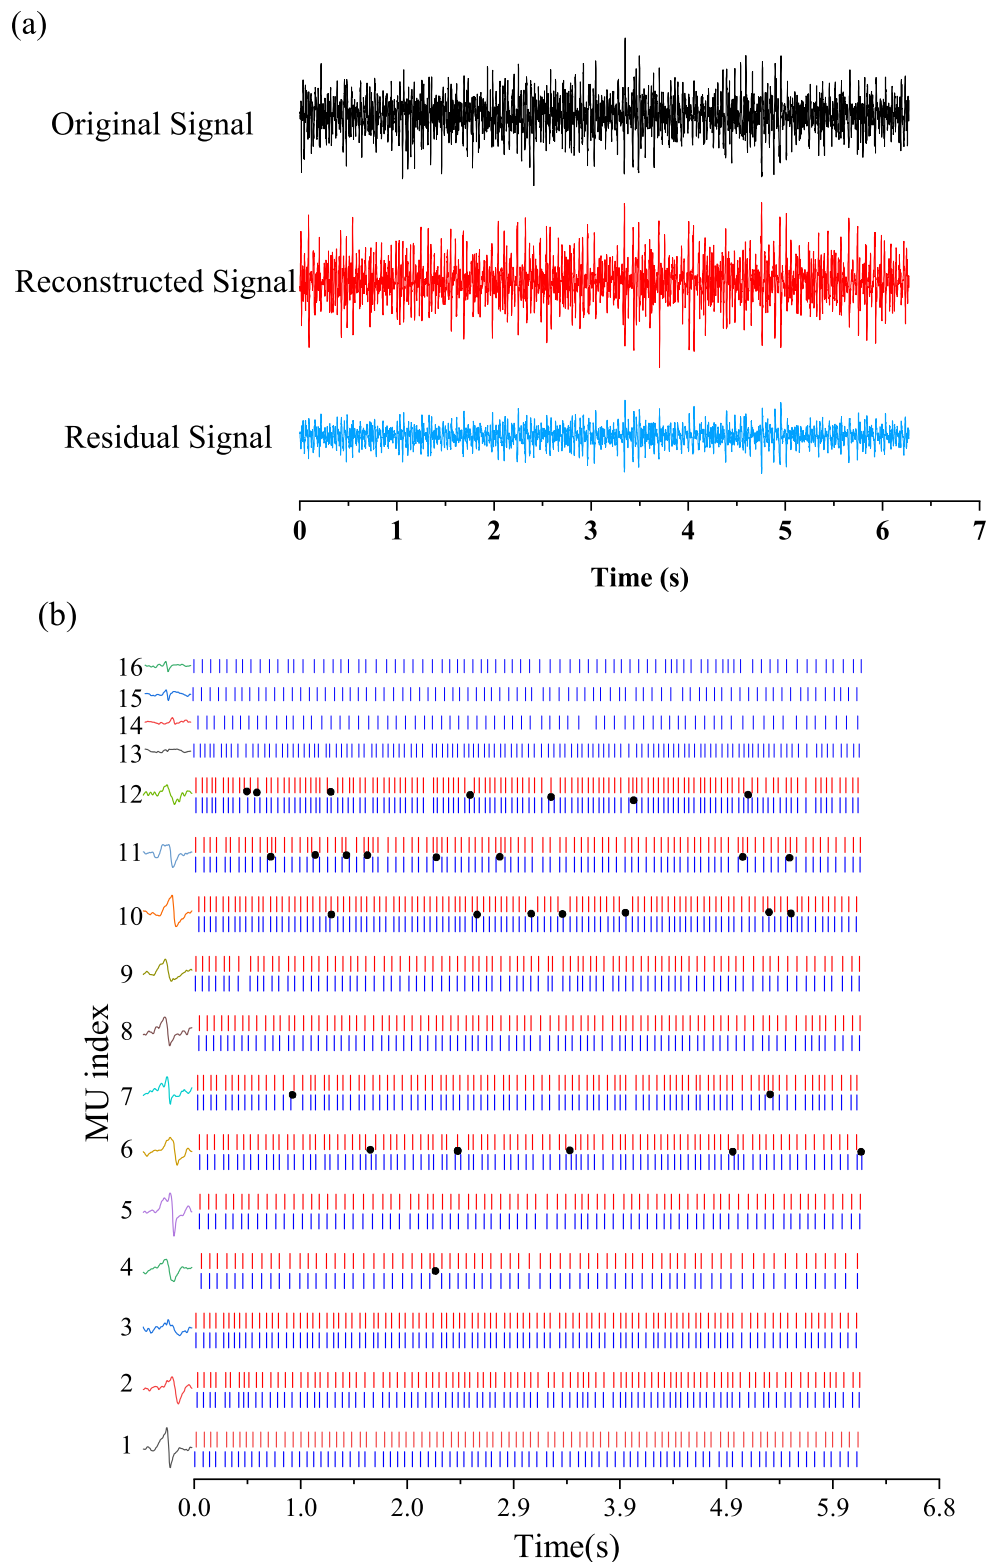 (a)
Original Signal
Reconstructed Signal
Residual Signal
0 1 2 3 4 5 6 7
Time (s)
(b)
16
15
14
13
12
11
10
9
8
7
6
5
4
3
2
1
MU index
0.0 1.0 2.0 2.9 3.9 4.9 5.9 6.8
Time(s)